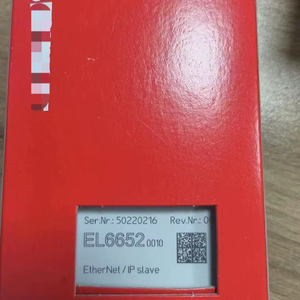 Ser.Nr.: 50220216 Rev.Nr.: 0
EL6652 0010
EtherNet / IP slave